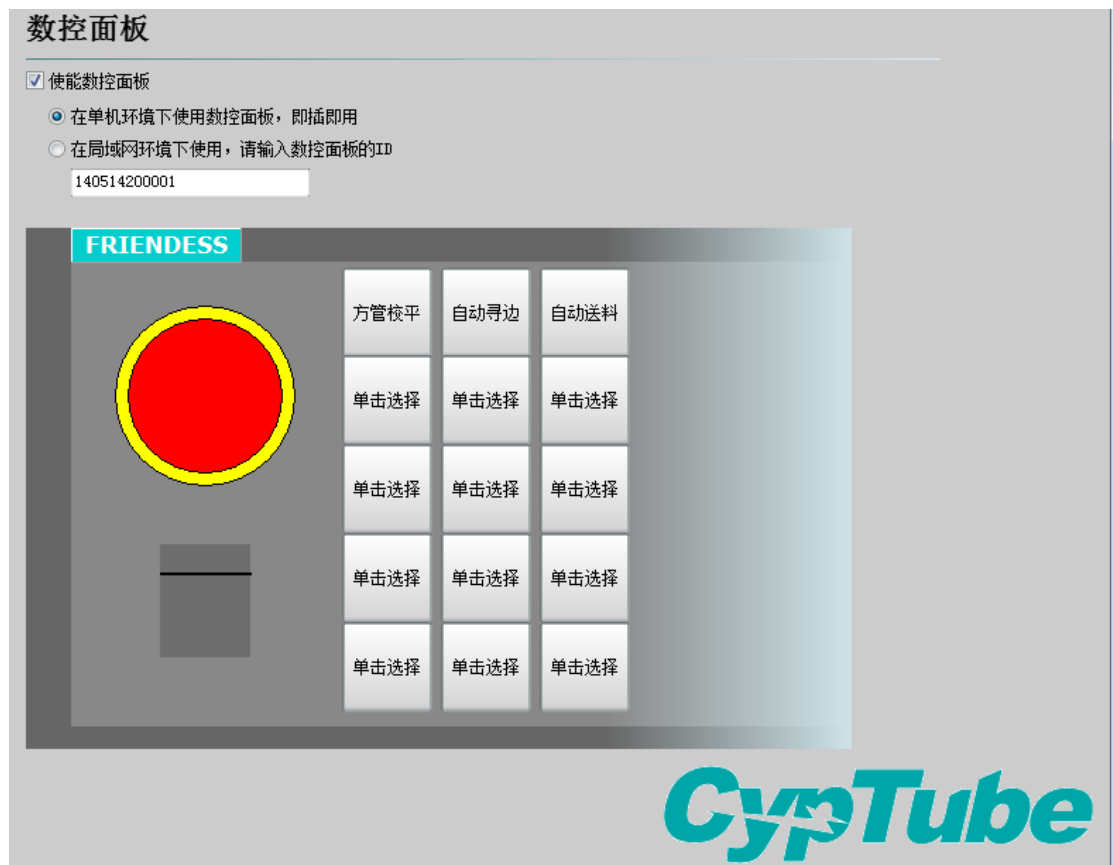 数控面板
使能数控面板
在单机环境下使用数控面板，即插即用
在局域网环境下使用，请输入数控面板的ID
140514200001
FRIENDESS
方管校平 自动寻边 自动送料
单击选择 单击选择 单击选择
单击选择 单击选择 单击选择
单击选择 单击选择 单击选择
单击选择 单击选择 单击选择
CypTube